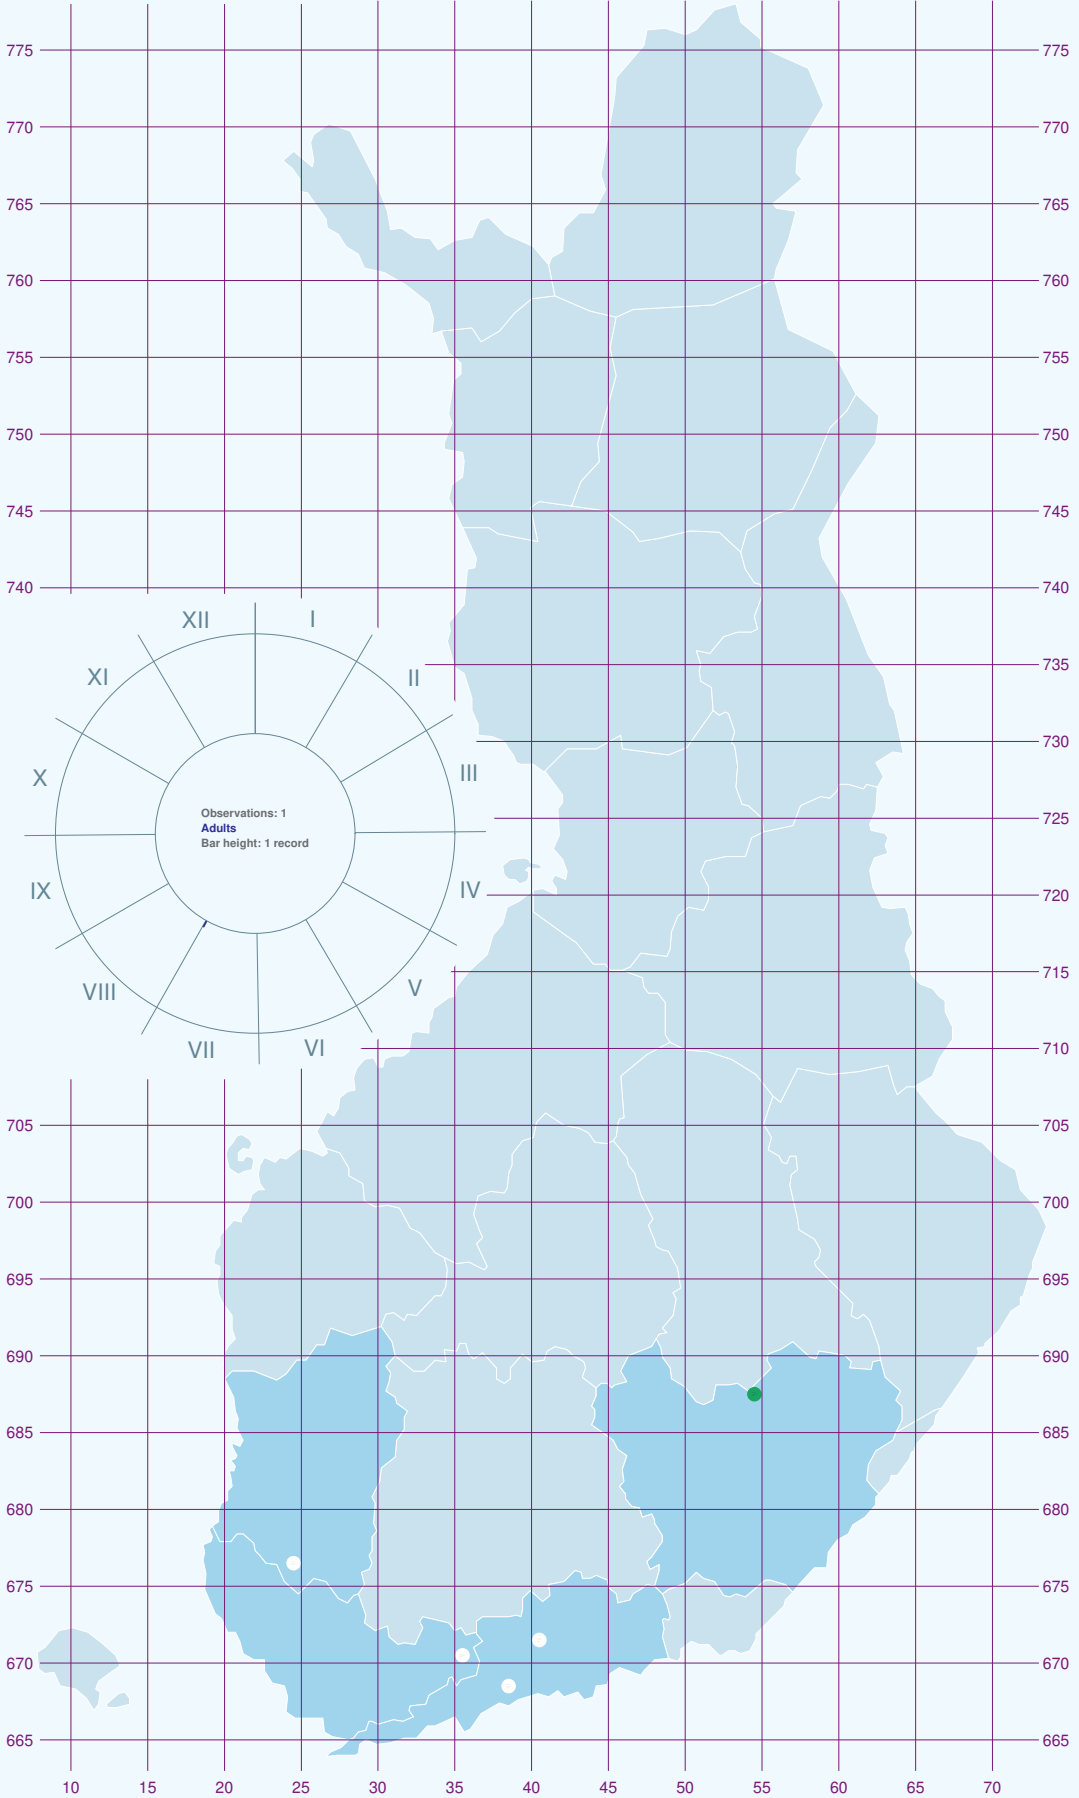 775 775
770 770
765 765
760 760
755 755
750 750
745 745
740 740
XII I
XI II
735
730
X III
725
Observations: 1
Adults
Bar height: 1 record
IX IV
720
715
VIII V
VII VI
710
705 705
700 700
695 695
690 690
685 685
680 680
675 675
670 670
665 665
10 15 20 25 30 35 40 45 50 55 60 65 70